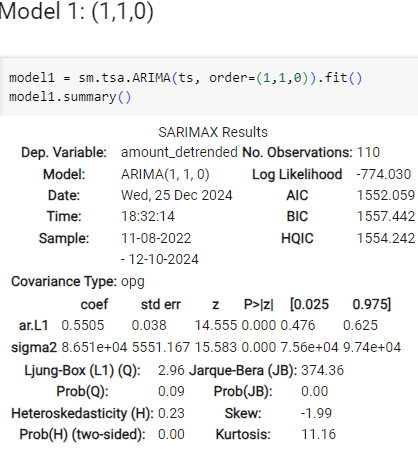 Model 1: (1,1,0)
model1 = sm.tsa.ARIMA(ts, order=(1,1,0)).fit()
model1.summary()
SARIMAX Results
Dep. Variable: amount_detrended No. Observations: 110
Model: ARIMA(1, 1, 0) Log Likelihood -774.030
Date: Wed, 25 Dec 2024 AIC 1552.059
Time: 18:32:14 BIC 1557.442
Sample: 11-08-2022 HQIC 1554.242
- 12-10-2024
Covariance Type: opg
coef std err z P>|z| [0.025 0.975]
ar.L1 0.5505 0.038 14.555 0.000 0.476 0.625
sigma2 8.651e+04 5551.167 15.583 0.000 7.56e+04 9.74e+04
Ljung-Box (L1) (Q): 2.96 Jarque-Bera (JB): 374.36
Prob(Q): 0.09 Prob(JB): 0.00
Heteroskedasticity (H): 0.23 Skew: -1.99
Prob(H) (two-sided): 0.00 Kurtosis: 11.16